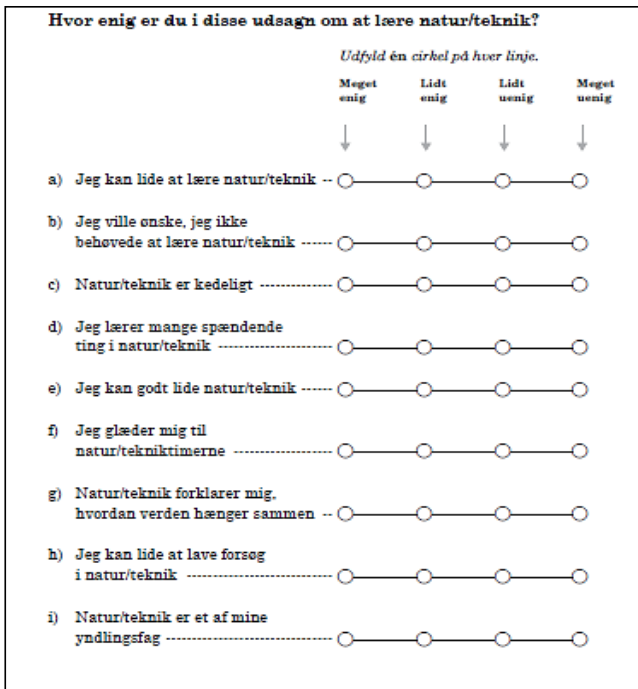 Hvor enig er du i disse udsagn om at lære natur/teknik?
Udfyld én cirkel på hver linje.
Meget enig
Lidt enig
Lidt uenig
Meget uenig
a) Jeg kan lide at lære natur/teknik
b) Jeg ville ønske, jeg ikke
behøvede at lære natur/teknik
c) Natur/teknik er kedeligt
d) Jeg lærer mange spændende
ting i natur/teknik
e) Jeg kan godt lide natur/teknik
f) Jeg glæder mig til
natur/tekniktimerne
g) Natur/teknik forklarer mig,
hvordan verden hænger sammen
h) Jeg kan lide at lave forsøg
i natur/teknik
i) Natur/teknik er et af mine
yndlingsfag